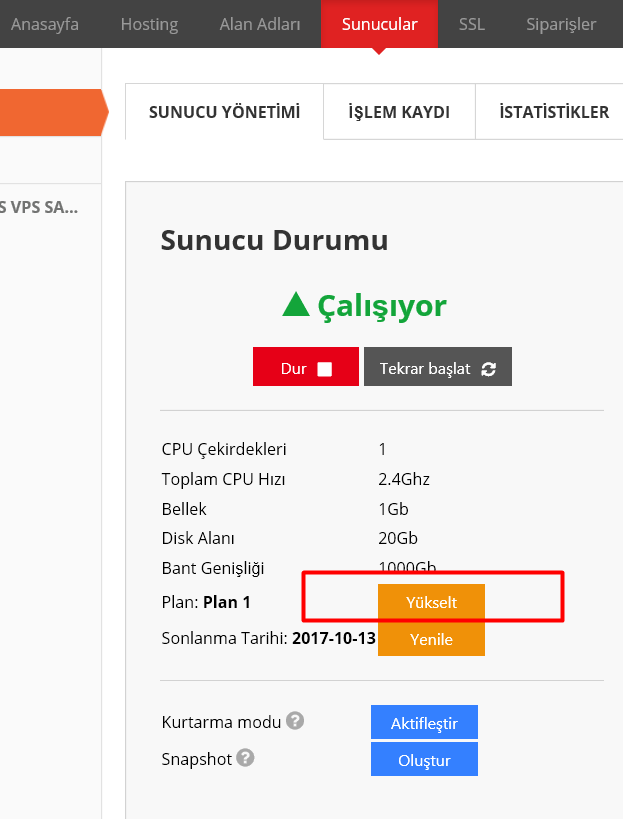 Anasayfa Hosting Alan Adları Sunucular SSL Siparişler
SUNUCU YÖNETİMİ İŞLEM KAYDI İSTATİSTİKLER
S VPS SA...
Sunucu Durumu
Çalışıyor
Dur Tekrar başlat
CPU Çekirdekleri 1
Toplam CPU Hızı 2.4Ghz
Bellek 1Gb
Disk Alanı 20Gb
Bant Genişliği 1000Gb
Plan: Plan 1 Yükselt
Sonlanma Tarihi: 2017-10-13 Yenile
Kurtarma modu ? Aktifleştir
Snapshot ? Oluştur